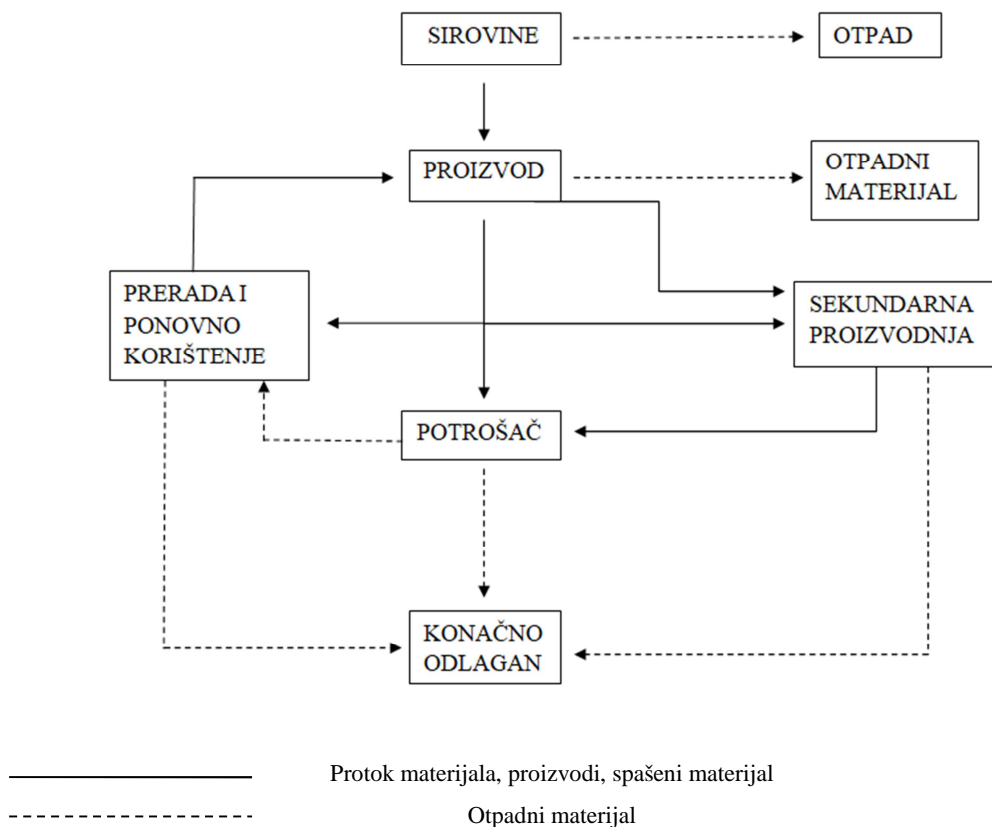 SIROVINE
OTPAD
PROIZVOD
OTPADNI
MATERIJAL
PRERADA I
PONOVNO
KORIŠTENJE
SEKUNDARNA
PROIZVODNJA
POTROŠAČ
KONAČNO
ODLAGAN
Protok materijala, proizvodi, spašeni materijal
Otpadni materijal